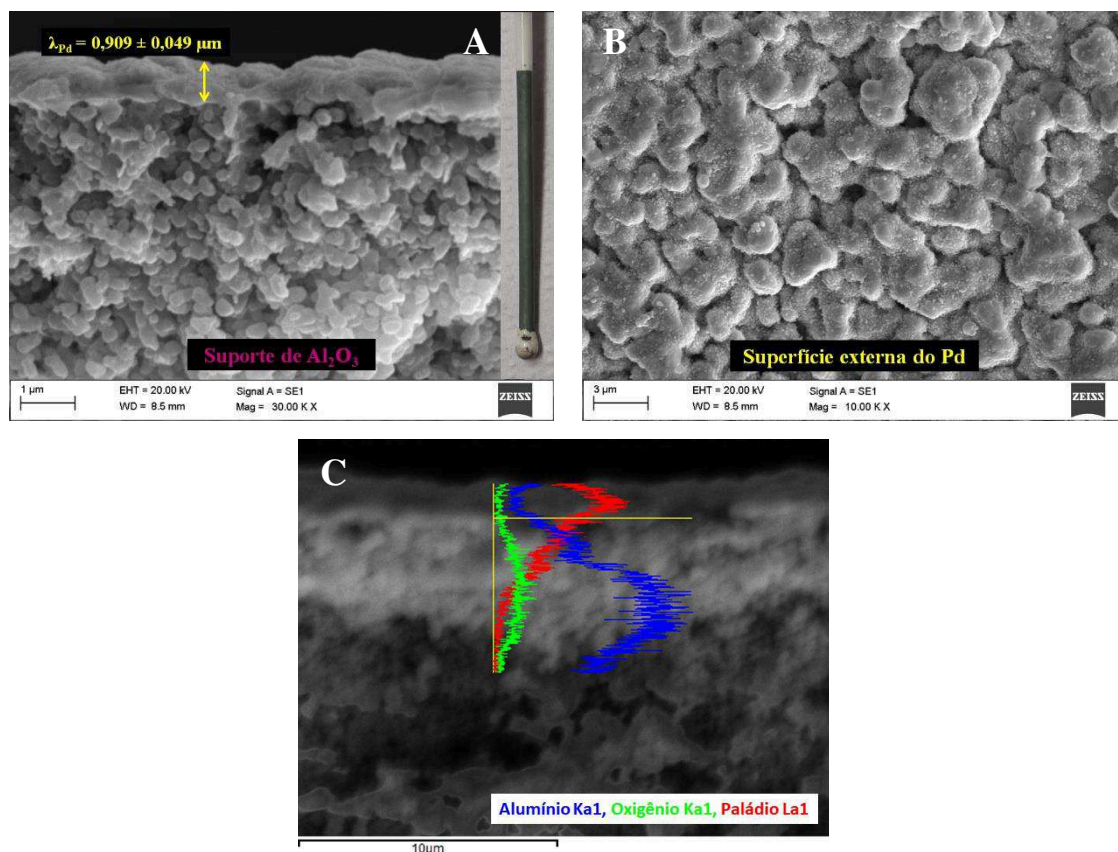 A
λPd = 0,909 ± 0,049 µm
Suporte de Al₂O₃
1 µm
EHT = 20.00 kV
Signal A = SE1
WD = 8.5 mm
Mag = 30.00 K X
ZEISS
B
Superfície externa do Pd
3 µm
EHT = 20.00 kV
Signal A = SE1
WD = 8.5 mm
Mag = 10.00 K X
ZEISS
C
Alumínio Ka1, Oxigênio Ka1, Paládio La1
10µm